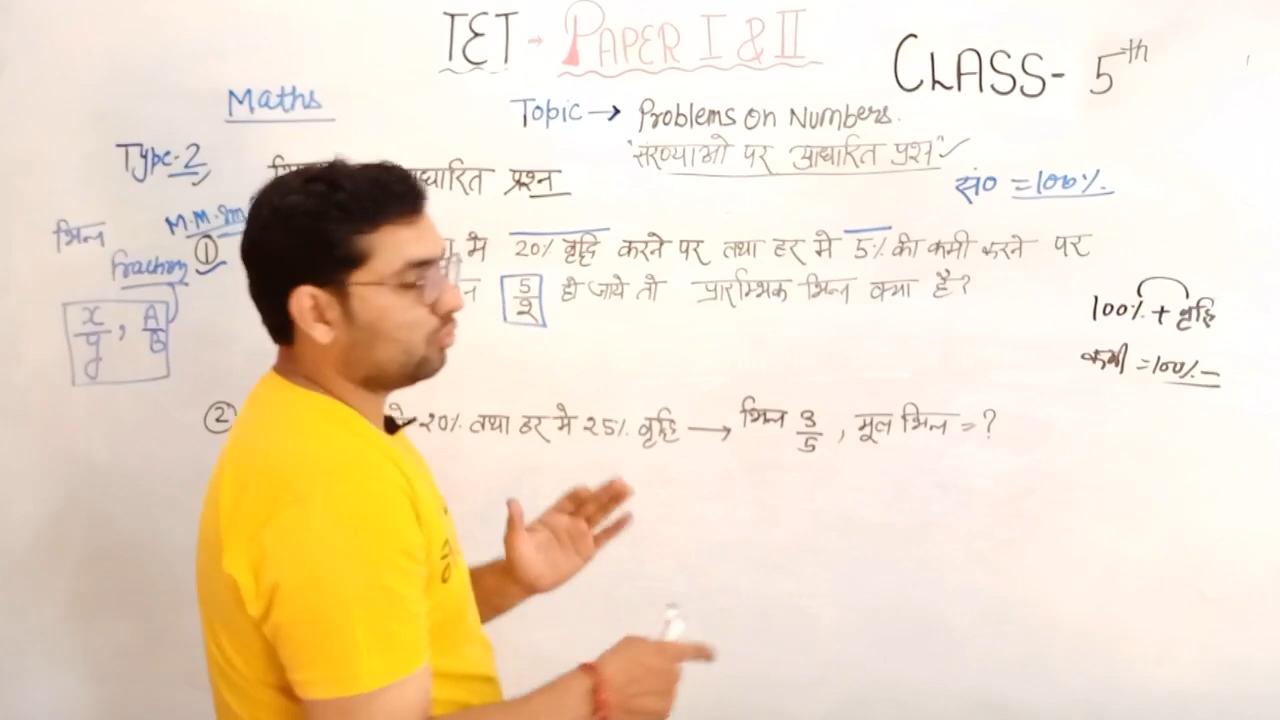 TET - PAPER I & II
CLASS- 5th
Maths
Topic → Problems on Numbers.
"संख्याओ पर आधारित प्रश्न"
Type-2
धारित प्रश्न
सं० = 100%
भिन्न
Fraction
x/y, A/B
①
मे 20% वृद्धि करने पर तथा हर मे 5% की कमी करने पर
5/2 हो जाये तो प्रारम्भिक भिन्न क्या है?
100% + वृद्धि
कमी = 100% -
② 20% तथा हर मे 25% वृद्धि → भिन्न 3/5, मूल भिन्न = ?